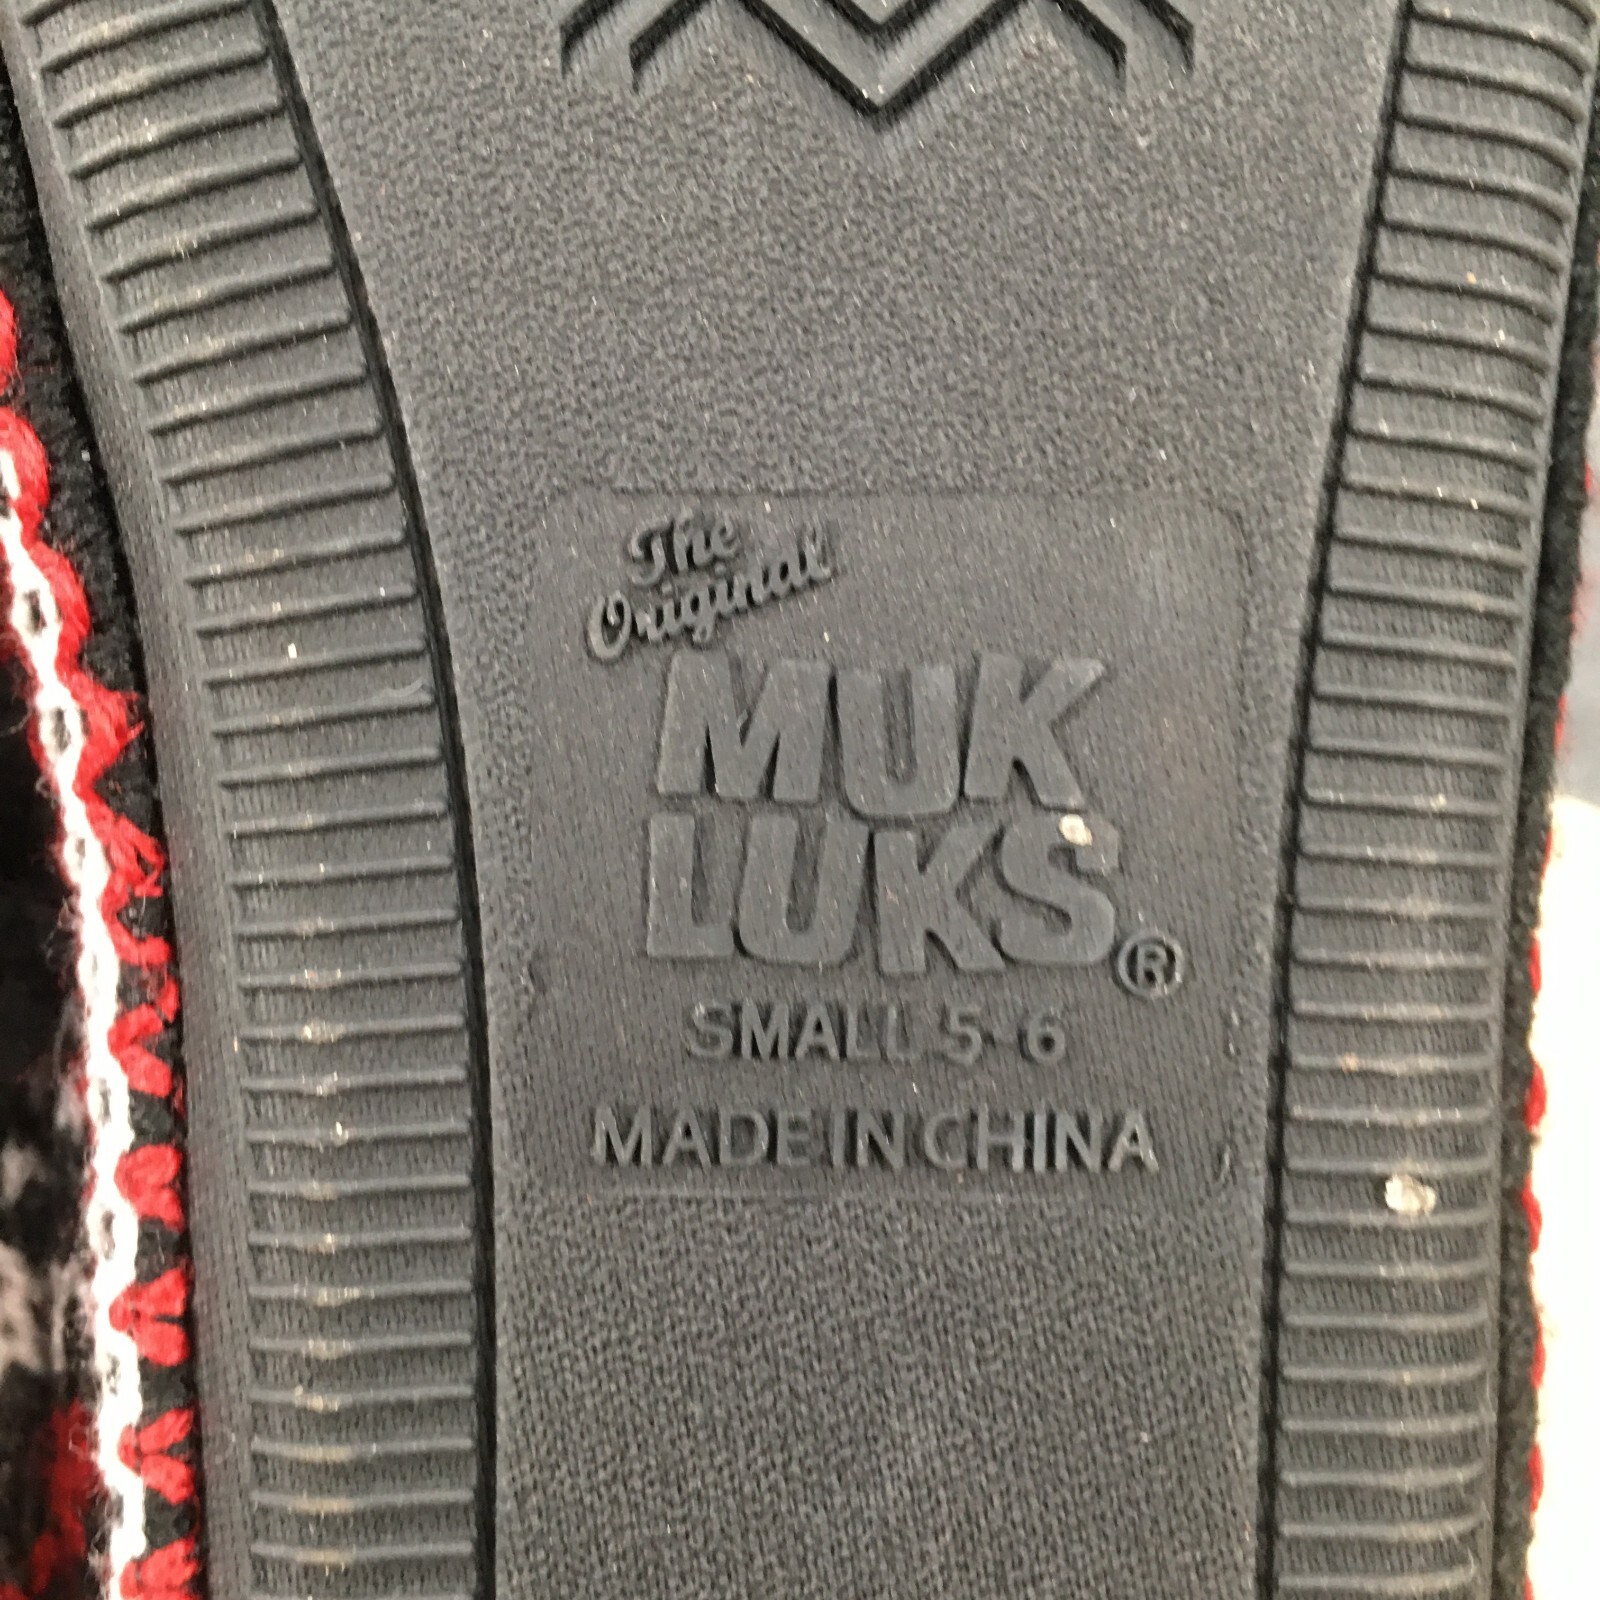 The
Original
MUK
LUKS®
SMALL 5-6
MADE IN CHINA